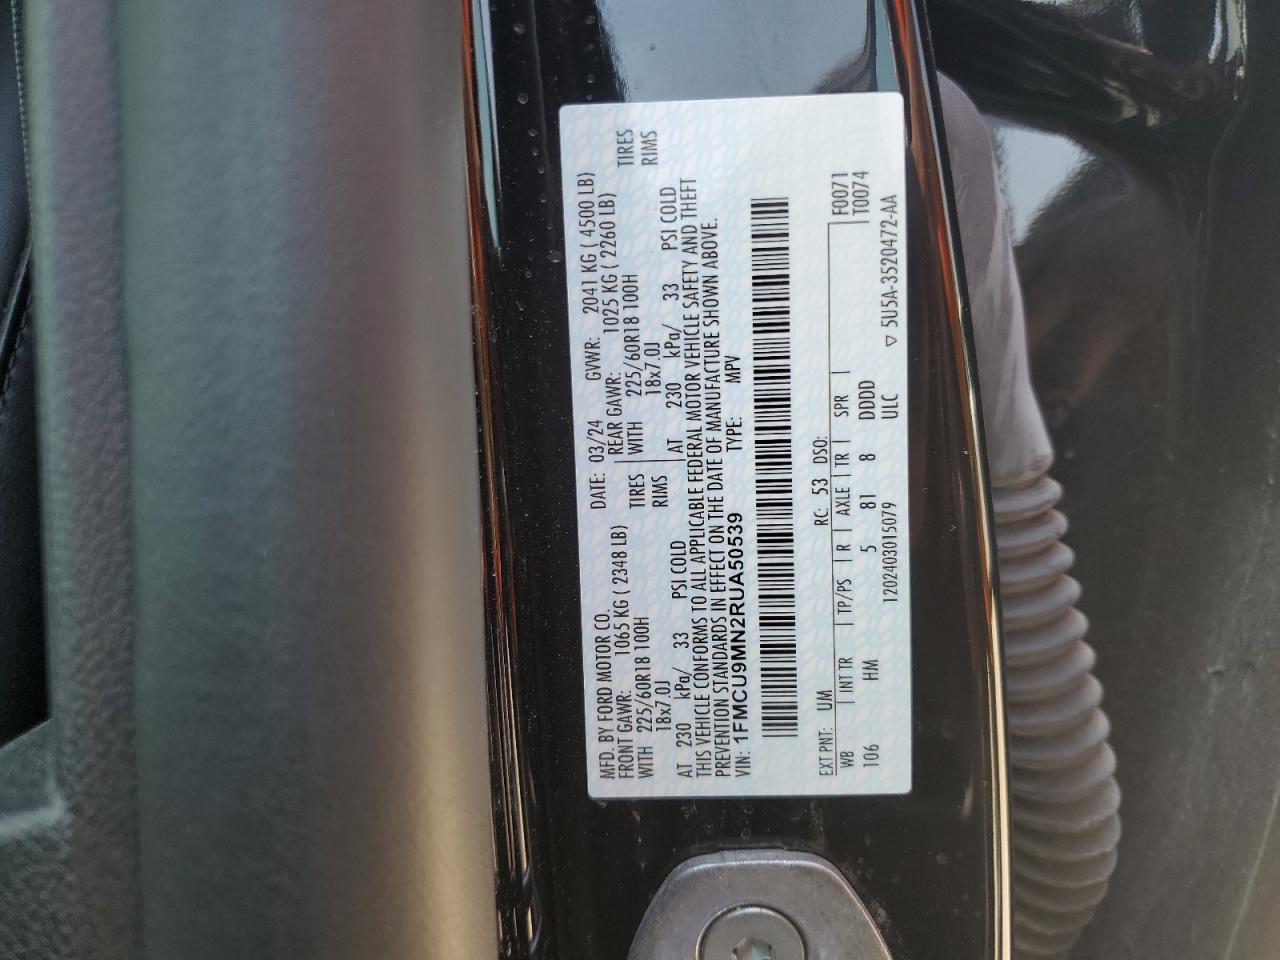 MFD. BY FORD MOTOR CO. DATE: 03/24 GVWR: 2041 KG ( 4500 LB)
FRONT GAWR: 1065 KG ( 2348 LB) REAR GAWR: 1025 KG ( 2260 LB)
WITH 225/60R18 100H TIRES WITH 225/60R18 100H TIRES
18x7.0J RIMS 18x7.0J RIMS
AT 230 kPa/ 33 PSI COLD AT 230 kPa/ 33 PSI COLD
THIS VEHICLE CONFORMS TO ALL APPLICABLE FEDERAL MOTOR VEHICLE SAFETY AND THEFT
PREVENTION STANDARDS IN EFFECT ON THE DATE OF MANUFACTURE SHOWN ABOVE.
VIN: 1FMCU9MN2RUA50539 TYPE: MPV
EXT PNT: UM RC: 53 DSO:
WB INT TR TP/PS R AXLE TR SPR F0071
106 HM 5 8I 8 DDDD T0074
1202403015079 ULC ▽ 5U5A-3520472-AA